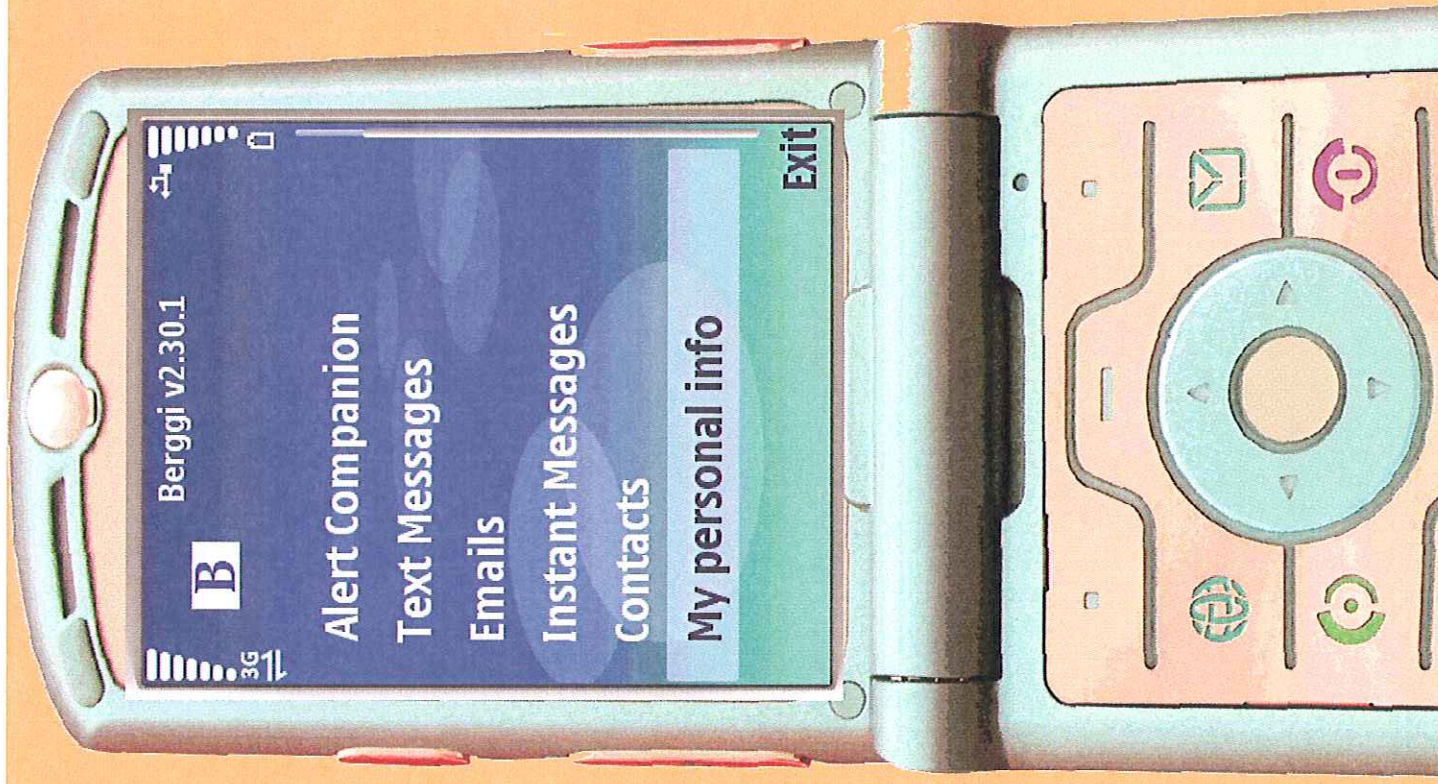 3G
B
Berggi v2.30.1
Alert Companion
Text Messages
Emails
Instant Messages
Contacts
My personal info
Exit